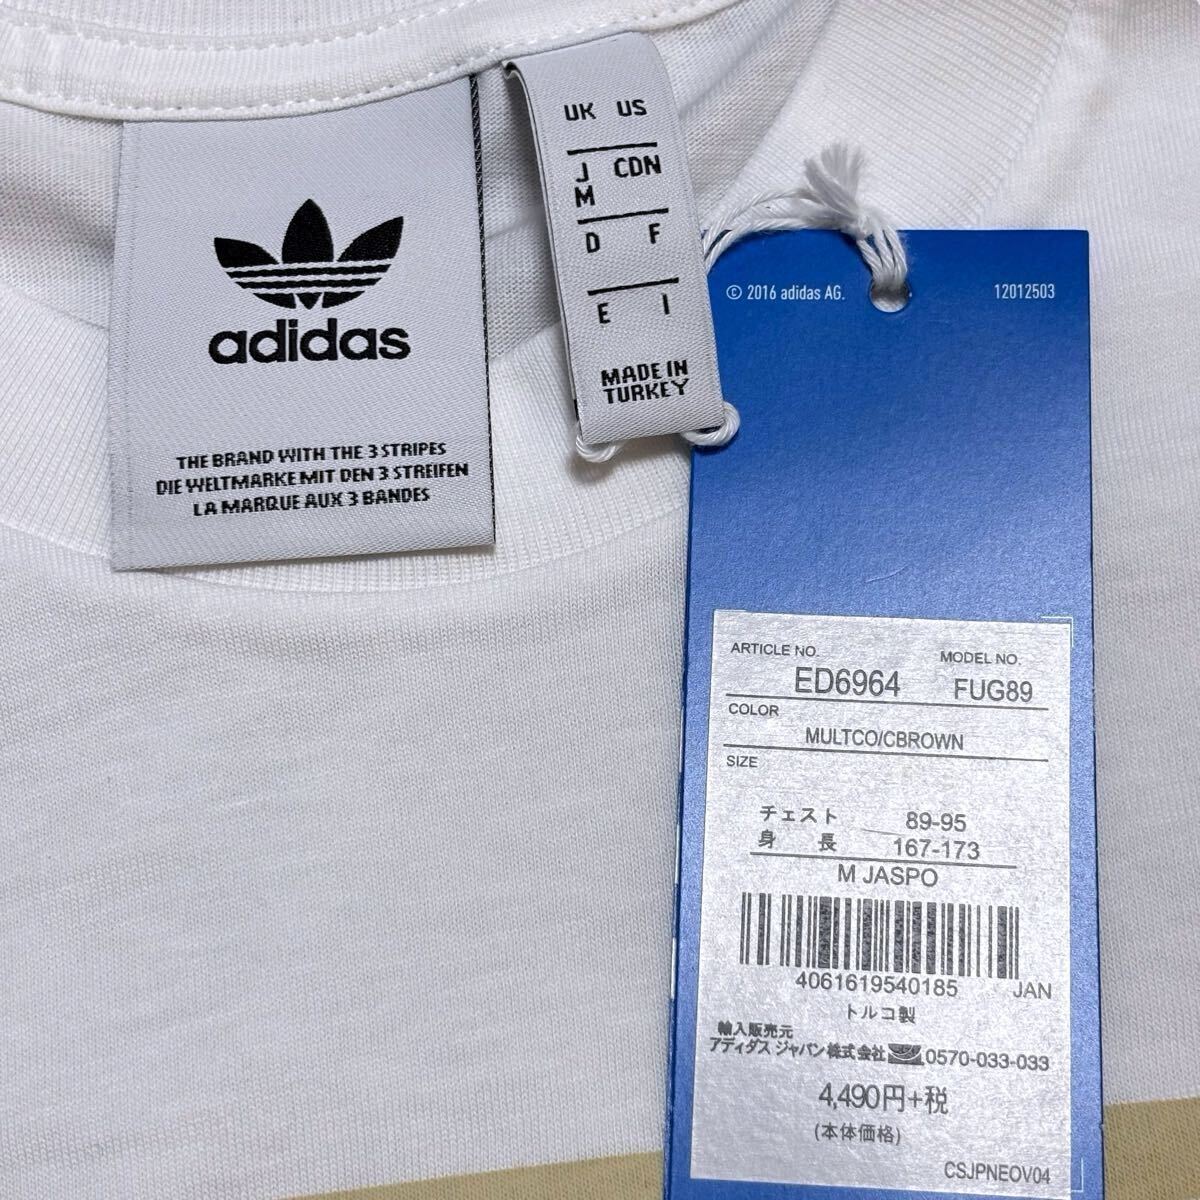 adidas
THE BRAND WITH THE 3 STRIPES
DIE WELTMARKE MIT DEN 3 STREIFEN
LA MARQUE AUX 3 BANDES
UK US
J CDN
M
D F
E I
MADE IN
TURKEY
© 2016 adidas AG. 12012503
ARTICLE NO. MODEL NO.
ED6964 FUG89
COLOR
MULTCO/CBROWN
SIZE
チェスト 89-95
身長 167-173
M JASPO
4061619540185 JAN
トルコ製
輸入販売元
アディダス ジャパン株式会社 0570-033-033
4,490円+税
(本体価格)
CSJPNEOV04